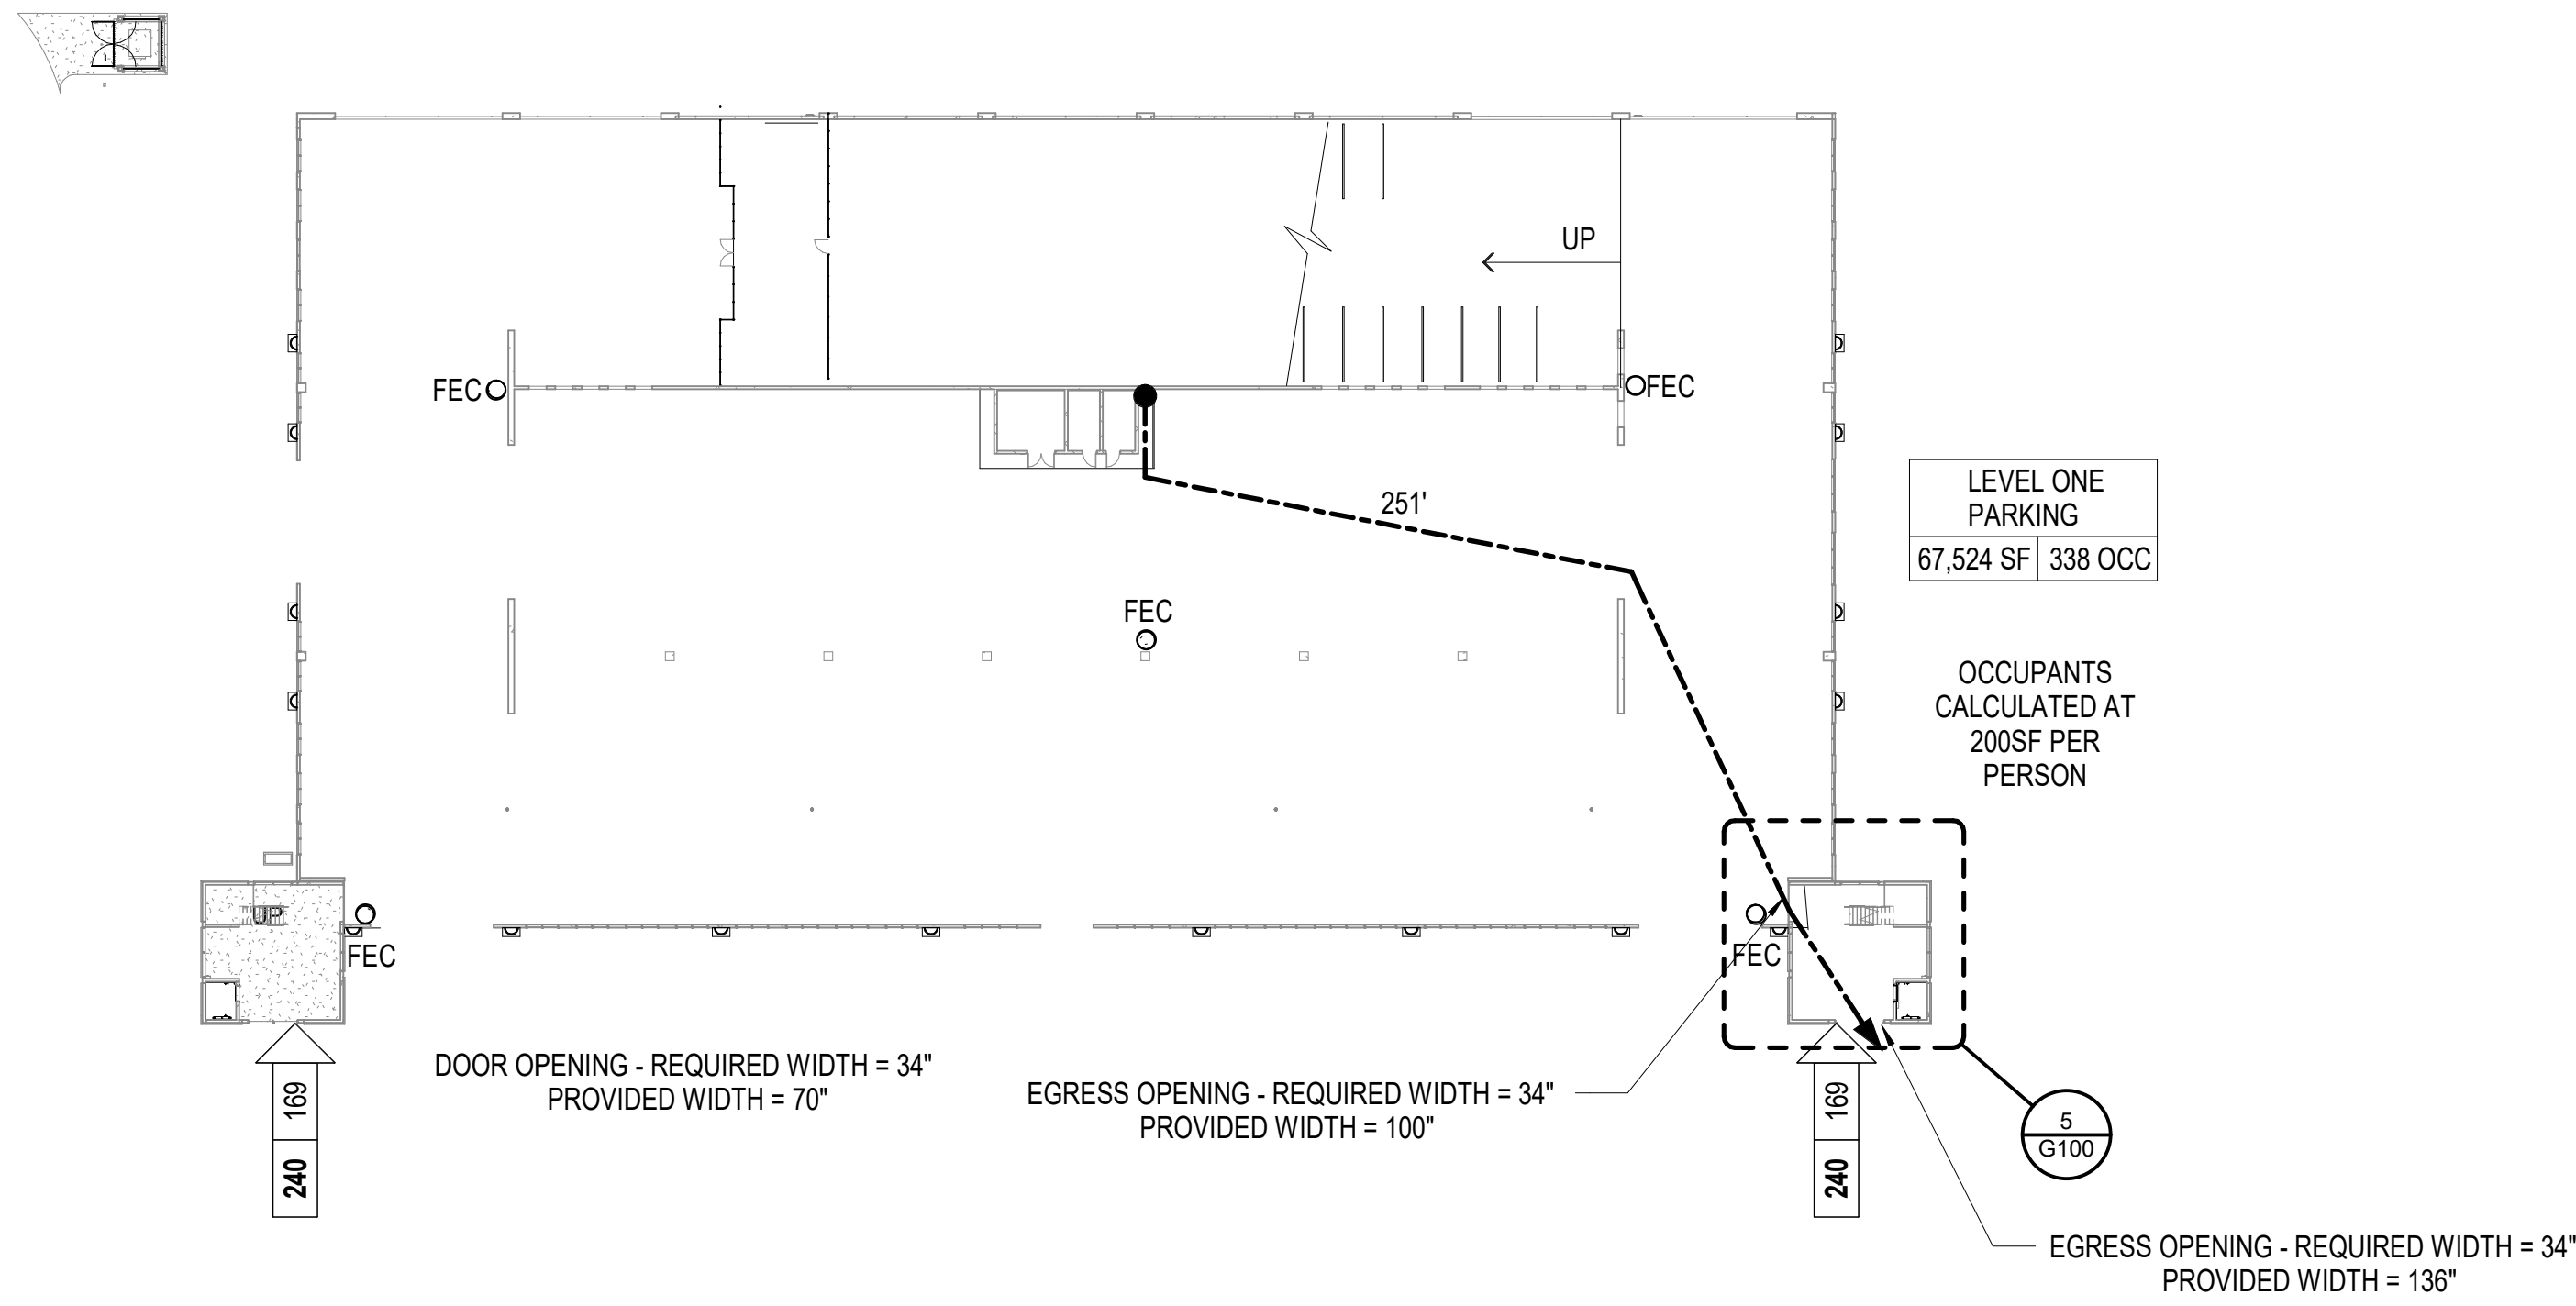 UP
FEC
FEC
251'
LEVEL ONE
PARKING
67,524 SF 338 OCC
FEC
OCCUPANTS
CALCULATED AT
200SF PER
PERSON
FEC
FEC
DOOR OPENING - REQUIRED WIDTH = 34"
PROVIDED WIDTH = 70"
EGRESS OPENING - REQUIRED WIDTH = 34"
PROVIDED WIDTH = 100"
169
240
169
240
5
G100
EGRESS OPENING - REQUIRED WIDTH = 34"
PROVIDED WIDTH = 136"